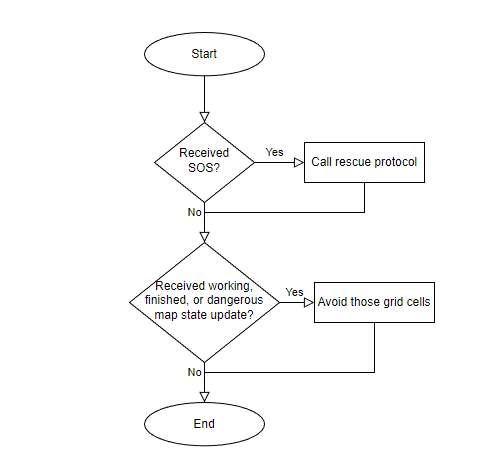 Start
Received
SOS?
Yes
Call rescue protocol
No
Received working,
finished, or dangerous
map state update?
Yes
Avoid those grid cells
No
End